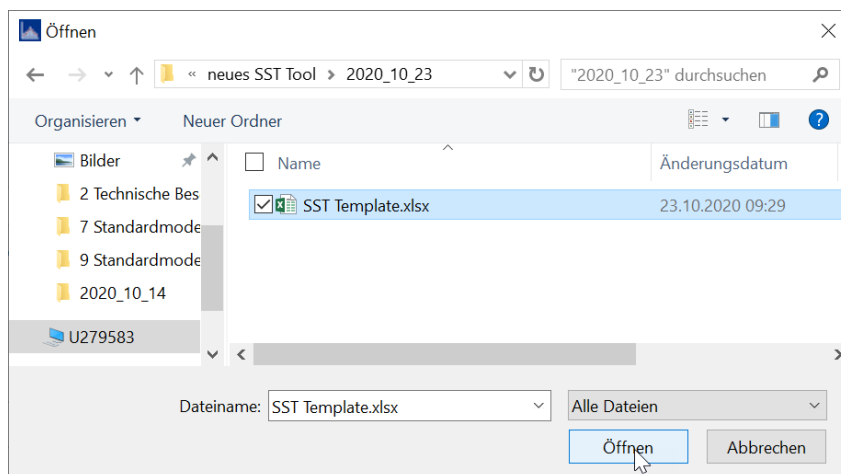 Öffnen
« neues SST Tool > 2020_10_23
"2020_10_23" durchsuchen
Organisieren
Neuer Ordner
?
Bilder
2 Technische Bes
7 Standardmode
9 Standardmode
2020_10_14
U279583
Name
Änderungsdatum
SST Template.xlsx
23.10.2020 09:29
Dateiname: SST Template.xlsx
Alle Dateien
Öffnen
Abbrechen